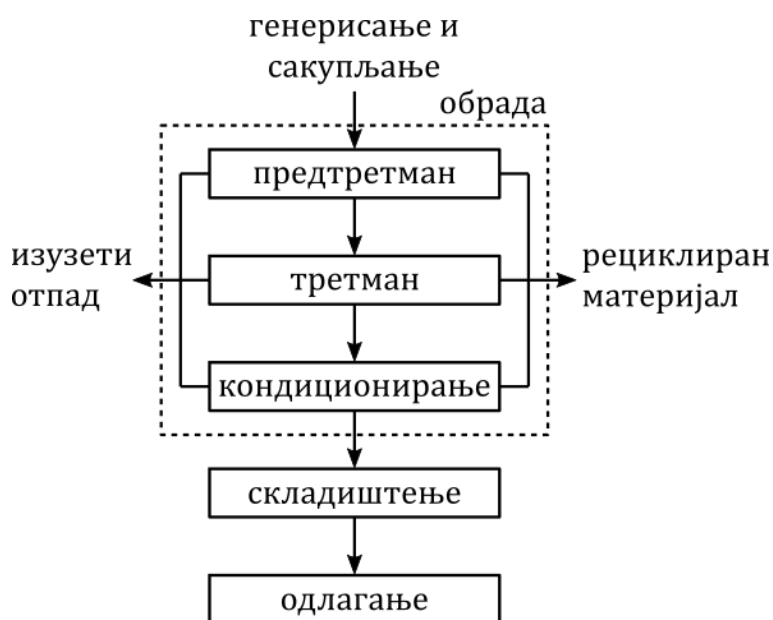 генерисање и
сакупљање
обрада
предтретман
изузети
отпад
третман
рециклиран
материјал
кондиционирање
складиштење
одлагање